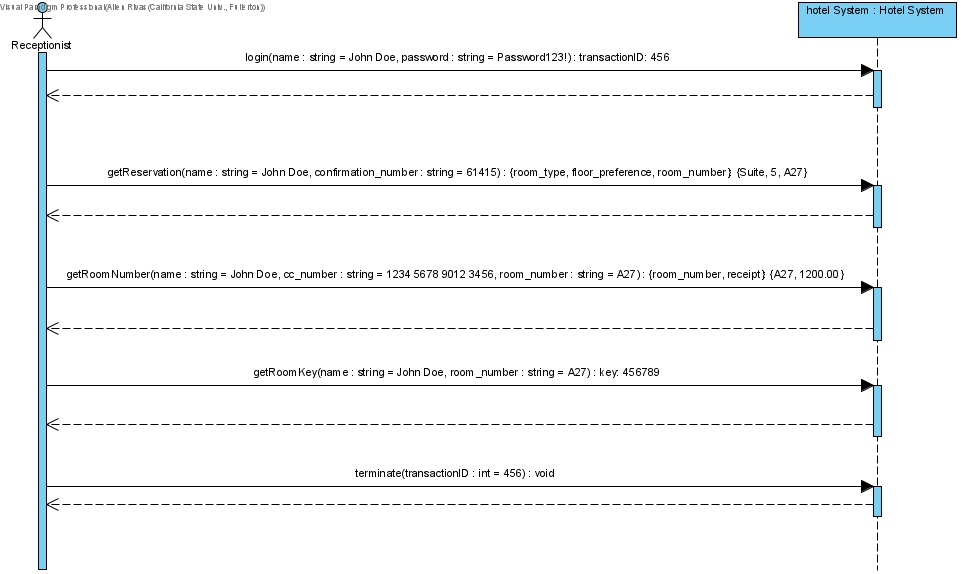 Visual Paradigm Professional(Allen Rivas(California State Univ., Fullerton))
hotel System : Hotel System
Receptionist
login(name : string = John Doe, password : string = Password123!) : transactionID: 456
getReservation(name : string = John Doe, confirmation_number : string = 61415) : {room_type, floor_preference, room_number} {Suite, 5, A27}
getRoomNumber(name : string = John Doe, cc_number : string = 1234 5678 9012 3456, room_number : string = A27) : {room_number, receipt} {A27, 1200.00}
getRoomKey(name : string = John Doe, room_number : string = A27) : key: 456789
terminate(transactionID : int = 456) : void